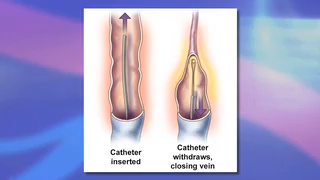 Catheter
inserted
Catheter
withdraws,
closing vein